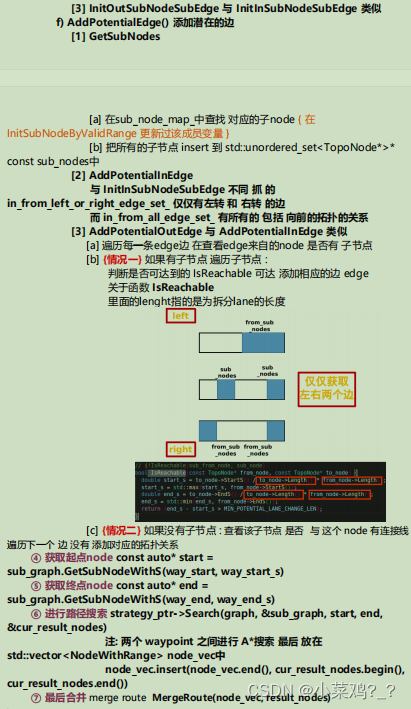 [3] InitOutSubNodeSubEdge 与 InitInSubNodeSubEdge 类似
f) AddPotentialEdge() 添加潜在的边
[1] GetSubNodes
[a] 在sub_node_map_中查找 对应的子node { 在
InitSubNodeByValidRange 更新过该成员变量 }
[b] 把所有的子节点 insert 到 std::unordered_set<TopoNode*>*
const sub_nodes中
[2] AddPotentialInEdge
与 InitInSubNodeSubEdge 不同 抓 的
in_from_left_or_right_edge_set_ 仅仅有左转 和 右转 的边
而 in_from_all_edge_set_ 有所有的 包括 向前的拓扑的关系
[3] AddPotentialOutEdge 与 AddPotentialInEdge 类似
[a] 遍历每一条edge边 在查看edge来自的node 是否有 子节点
[b] {情况一} 如果有子节点 遍历子节点：
判断是否可达到的 IsReachable 可达 添加相应的边 edge
关于函数 IsReachable
里面的lenght指的是为拆分lane的长度
left
from_sub
_nodes
sub
_nodes
sub
_nodes
仅仅获取
左右两个边
right
from_sub
_nodes
from_sub
_nodes
// {!IsReachable(sub_from_node, sub_node)
bool IsReachable(const TopoNode* from_node, const TopoNode* to_node) {
double start_s = to_node->StartS() / to_node->Length() * from_node->Length();
start_s = std::max(start_s, from_node->StartS());
double end_s = to_node->EndS() / to_node->Length() * from_node->Length();
end_s = std::min(end_s, from_node->EndS());
return (end_s - start_s > MIN_POTENTIAL_LANE_CHANGE_LEN);
}
[c] {情况二} 如果没有子节点：查看该子节点 是否 与 这个 node 有连接线
遍历下一个 边 没有 添加对应的拓扑关系
④ 获取起点node const auto* start =
sub_graph.GetSubNodeWithS(way_start, way_start_s)
⑤ 获取终点node const auto* end =
sub_graph.GetSubNodeWithS(way_end, way_end_s)
⑥ 进行路径搜索 strategy_ptr->Search(graph, &sub_graph, start, end,
&cur_result_nodes)
注: 两个 waypoint 之间进行 A*搜索 最后 放在
std::vector<NodeWithRange> node_vec中
node_vec.insert(node_vec.end(), cur_result_nodes.begin(),
cur_result_nodes.end())
⑦ 最后合并 merge route MergeRoute(node_vec, result_nodes)
CSDN @小菜鸡?_?